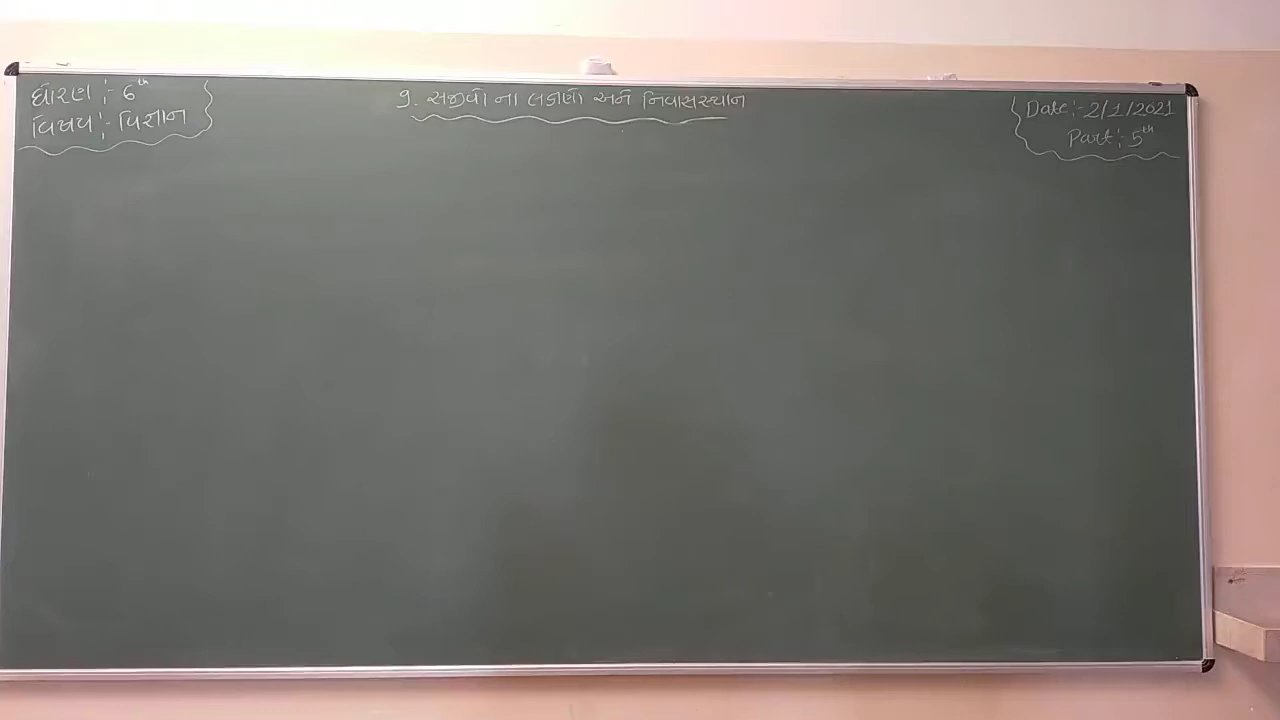 ધોરણ :- 6th
વિષય :- વિજ્ઞાન
9. સજીવો ના લક્ષણો અને નિવાસસ્થાન
Date :- 2/1/2021
Part :- 5th